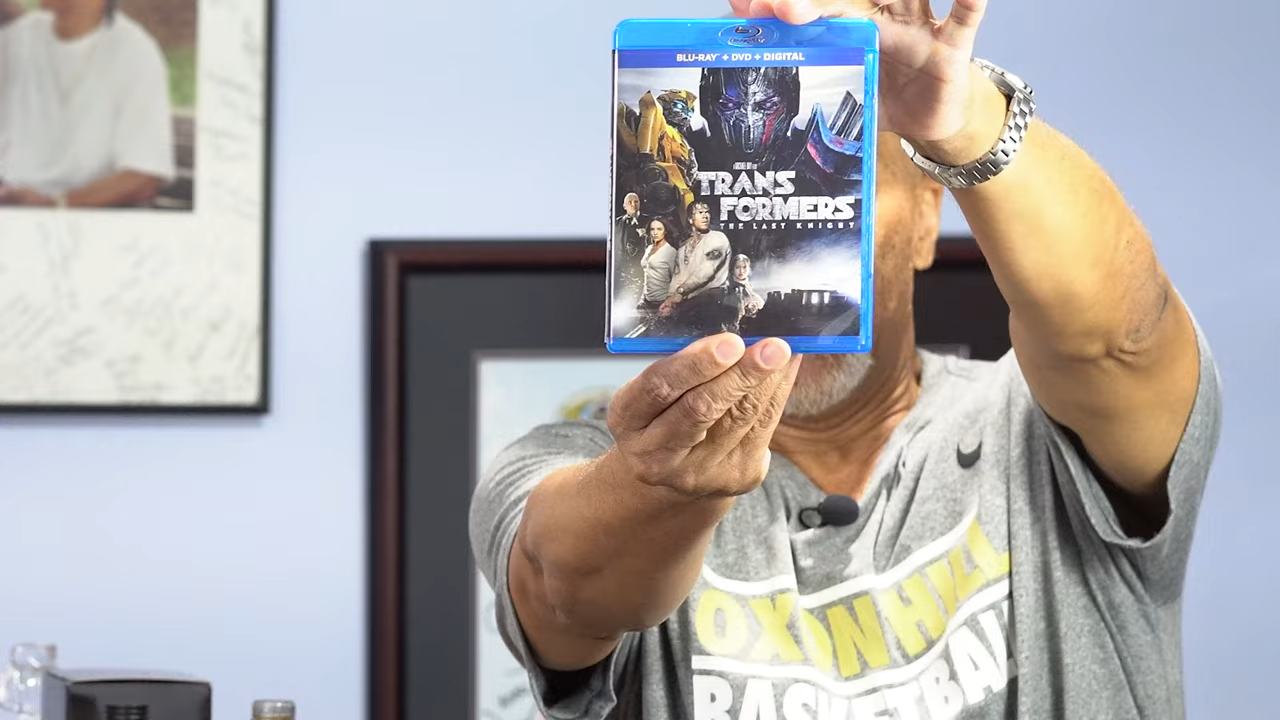 BLU-RAY + DVD + DIGITAL
TRANS
FORMERS
THE LAST KNIGHT
OXON HILL
BASKETBALL